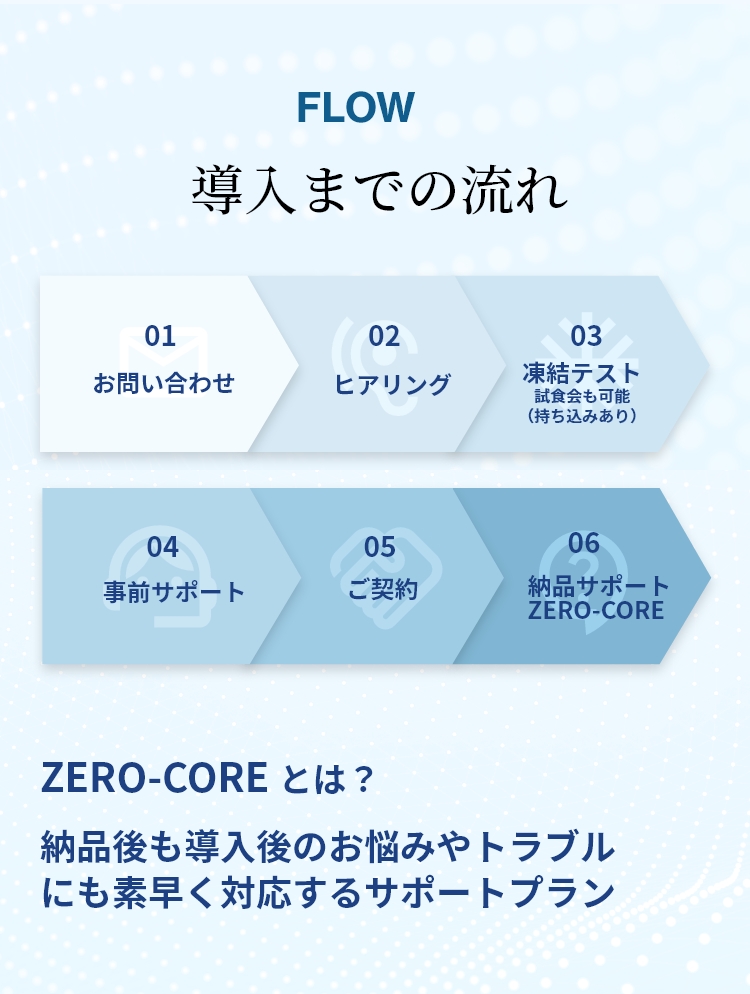 FLOW
導入までの流れ
01
お問い合わせ
02
ヒアリング
03
凍結テスト
試食会も可能
（持ち込みあり）
04
事前サポート
05
ご契約
06
納品サポート
ZERO-CORE
ZERO-CORE とは？
納品後も導入後のお悩みやトラブル
にも素早く対応するサポートプラン